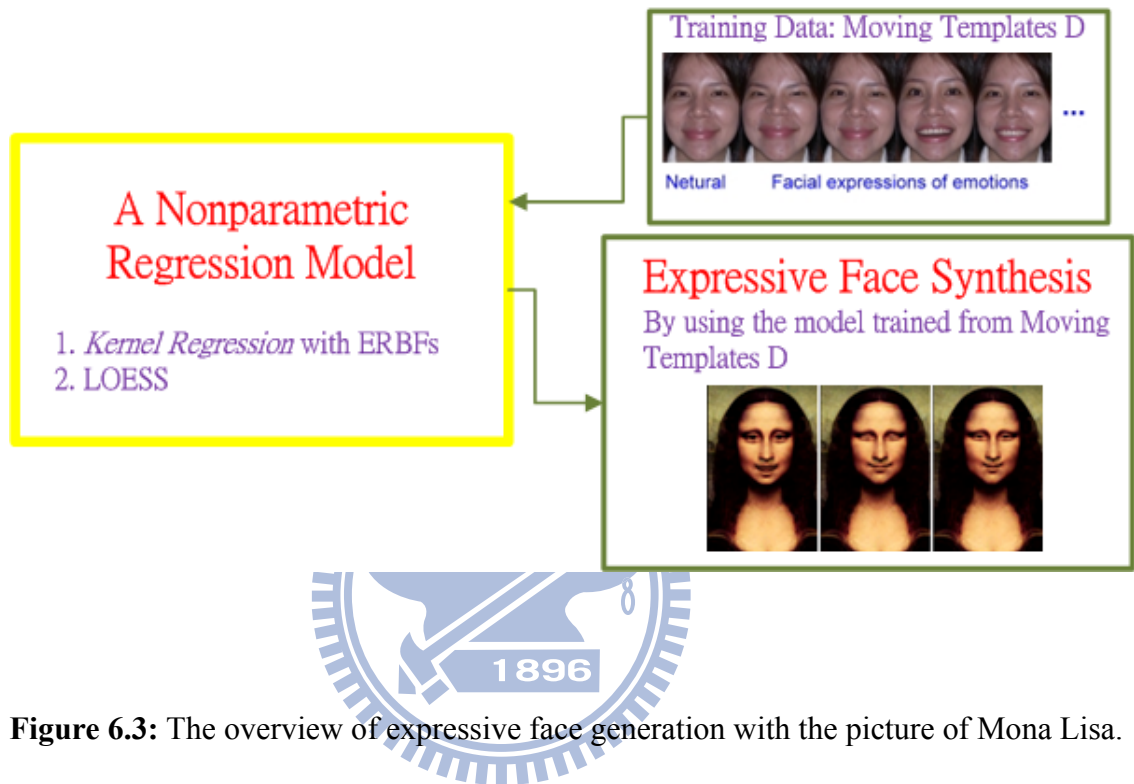 Training Data: Moving Templates D
...
Netural Facial expressions of emotions
A Nonparametric
Regression Model
1. Kernel Regression with ERBFs
2. LOESS
Expressive Face Synthesis
By using the model trained from Moving
Templates D
1896
Figure 6.3: The overview of expressive face generation with the picture of Mona Lisa.